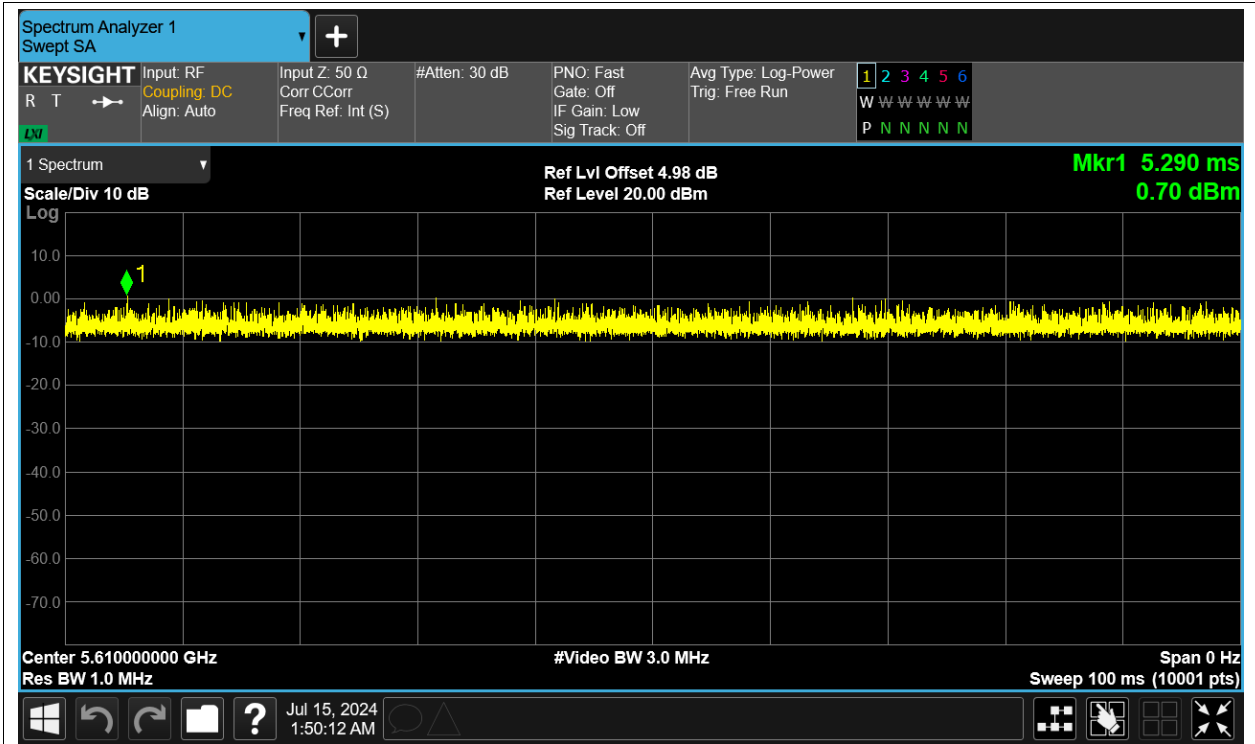 Spectrum Analyzer 1
Swept SA
+
KEYSIGHT
R T
LXI
Input: RF
Coupling: DC
Align: Auto
Input Z: 50 Ω
Corr CCorr
Freq Ref: Int (S)
#Atten: 30 dB
PNO: Fast
Gate: Off
IF Gain: Low
Sig Track: Off
Avg Type: Log-Power
Trig: Free Run
1 2 3 4 5 6
W W W W W W
P N N N N N
1 Spectrum
Scale/Div 10 dB
Log
Ref Lvl Offset 4.98 dB
Ref Level 20.00 dBm
Mkr1 5.290 ms
0.70 dBm
10.0
1
0.00
-10.0
-20.0
-30.0
-40.0
-50.0
-60.0
-70.0
Center 5.610000000 GHz
Res BW 1.0 MHz
#Video BW 3.0 MHz
Span 0 Hz
Sweep 100 ms (10001 pts)
?
Jul 15, 2024
1:50:12 AM